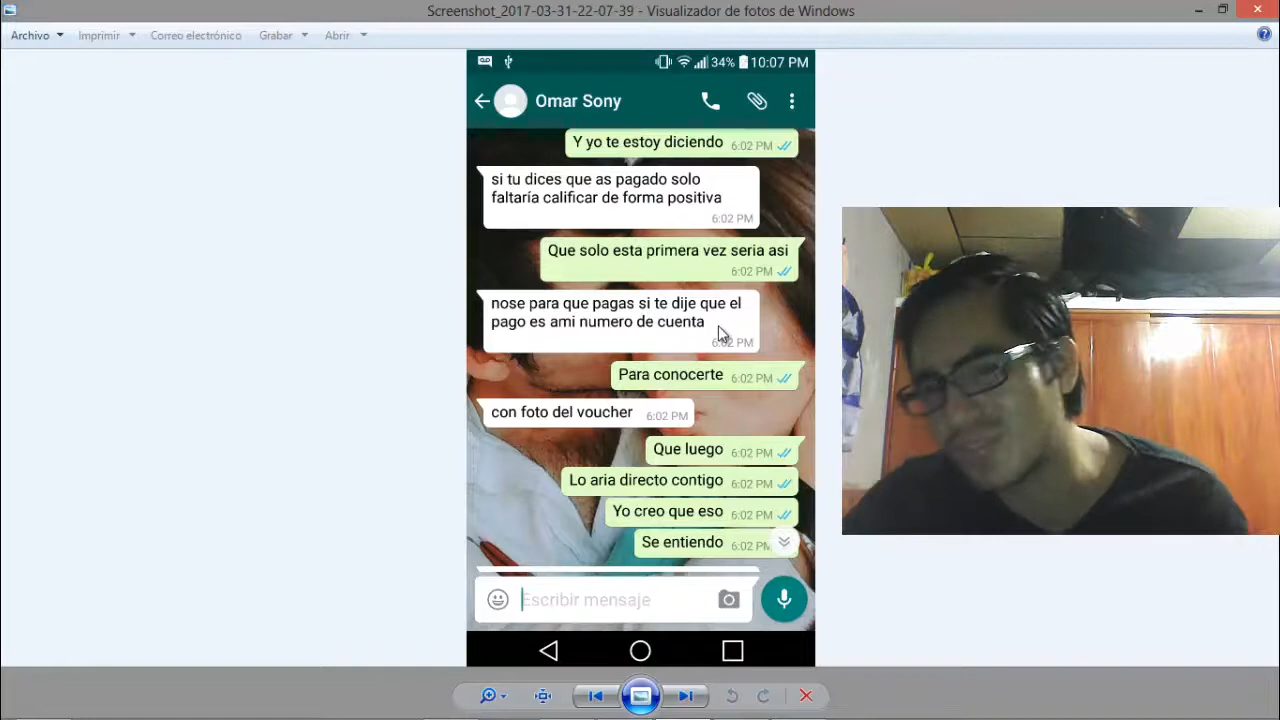 Screenshot_2017-03-31-22-07-39 - Visualizador de fotos de Windows
Archivo Imprimir Correo electrónico Grabar Abrir
34% 10:07 PM
Omar Sony
Y yo te estoy diciendo 6:02 PM
si tu dices que as pagado solo
faltaría calificar de forma positiva
6:02 PM
Que solo esta primera vez seria asi
6:02 PM
nose para que pagas si te dije que el
pago es ami numero de cuenta
6:02 PM
Para conocerte 6:02 PM
con foto del voucher 6:02 PM
Que luego 6:02 PM
Lo aria directo contigo 6:02 PM
Yo creo que eso 6:02 PM
Se entiendo 6:02 PM
Escribir mensaje